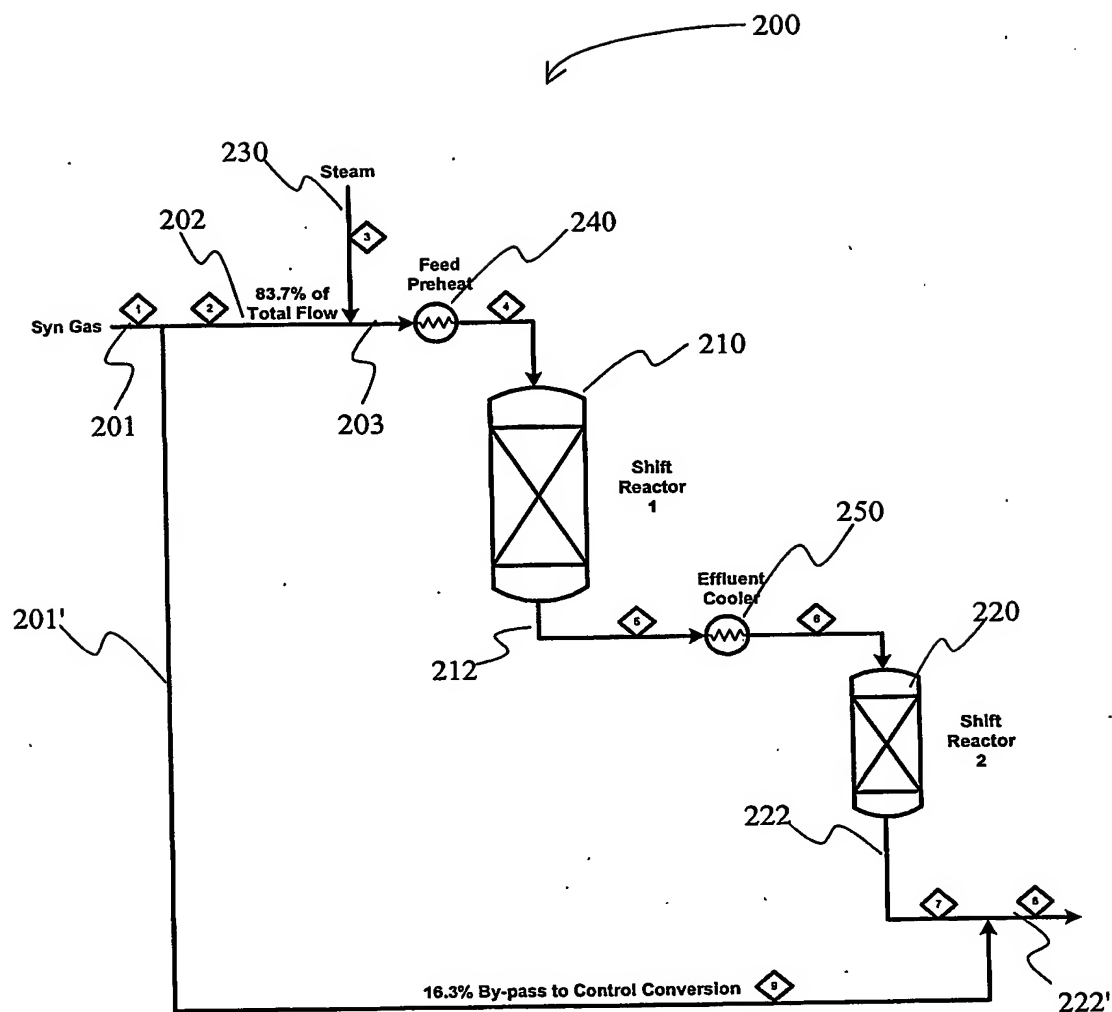 200
230
Steam
202
3
240
Feed
Preheat
83.7% of
Total Flow
1
2
4
Syn Gas
201
203
210
Shift
Reactor
1
250
Effluent
Cooler
5
6
220
201'
212
Shift
Reactor
2
222
7
16.3% By-pass to Control Conversion
9
222'